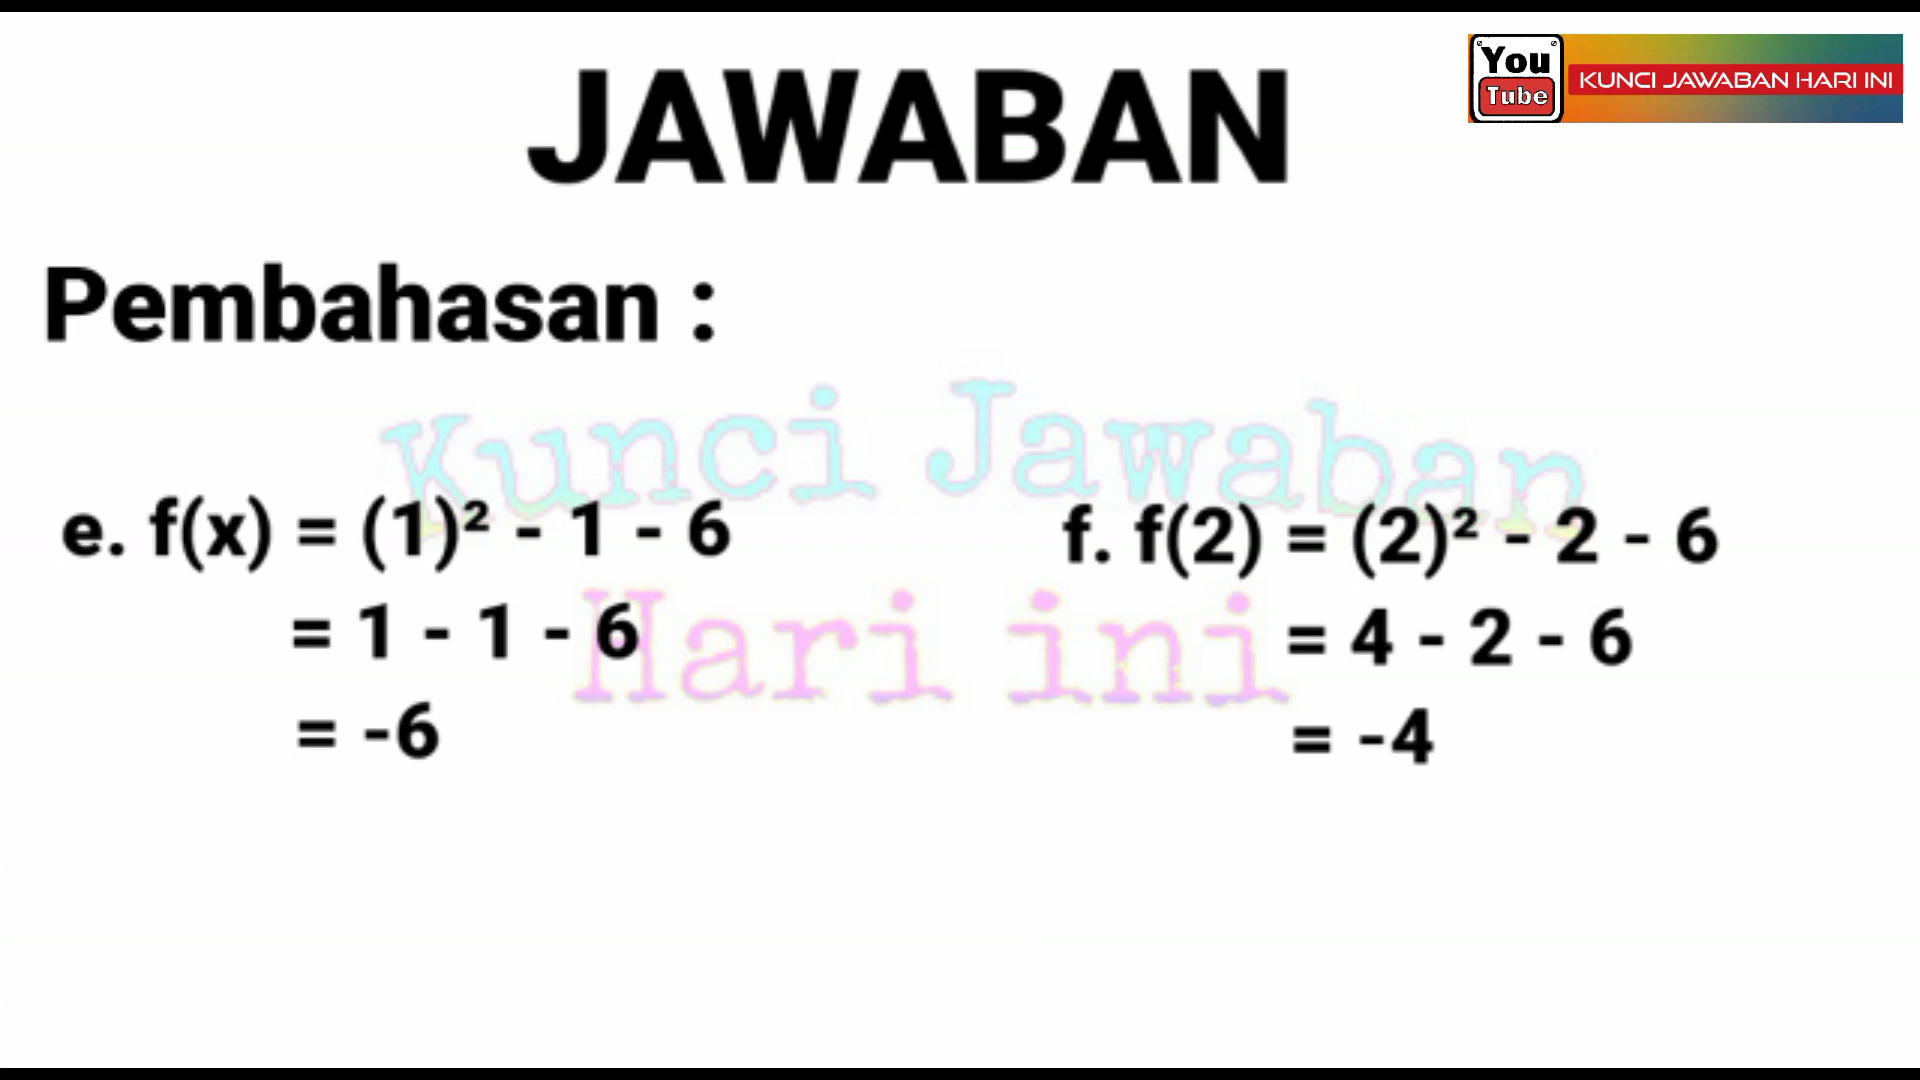 JAWABAN
You
Tube
KUNCI JAWABAN HARI INI
Pembahasan :
Kunci Jawaban
Hari ini
e. f(x) = (1)² - 1 - 6
= 1 - 1 - 6
= -6
f. f(2) = (2)² - 2 - 6
= 4 - 2 - 6
= -4